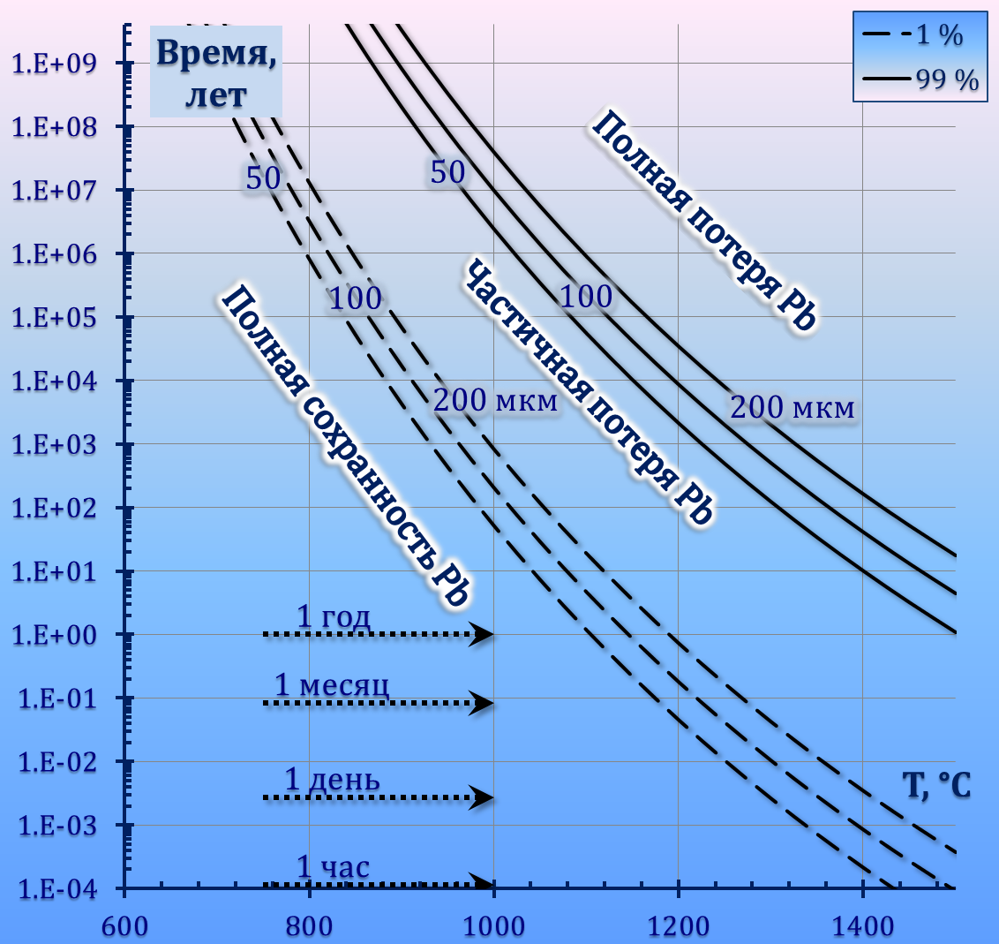 Время,
лет
1 %
99 %
1.E+09
1.E+08
1.E+07
1.E+06
1.E+05
1.E+04
1.E+03
1.E+02
1.E+01
1.E+00
1.E-01
1.E-02
1.E-03
1.E-04
50
50
100
100
200 мкм
200 мкм
Полная потеря Pb
Частичная потеря Pb
Полная сохранность Pb
1 год
1 месяц
1 день
1 час
T, °C
600
800
1000
1200
1400